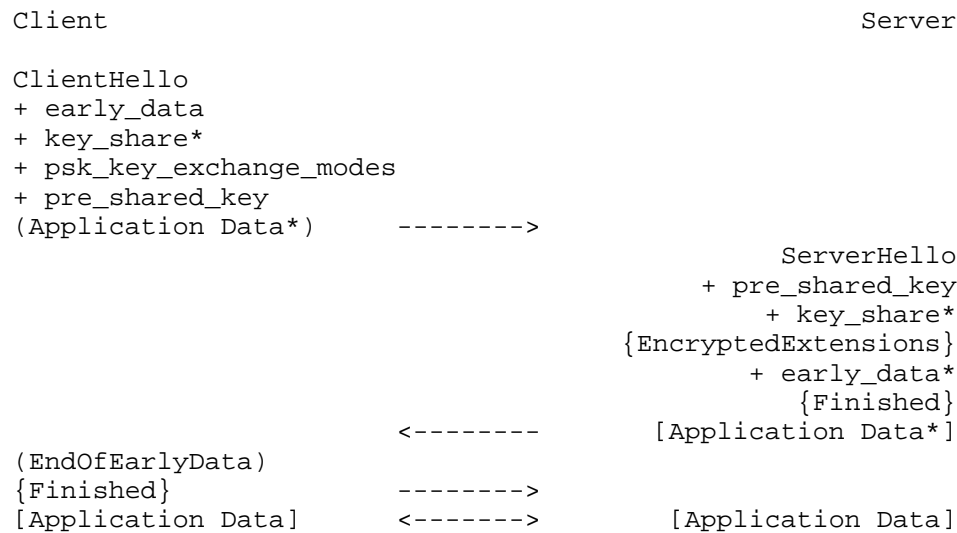 Client                                               Server

ClientHello
+ early_data
+ key_share*
+ psk_key_exchange_modes
+ pre_shared_key
(Application Data*)     -------->
                                                ServerHello
                                           + pre_shared_key
                                               + key_share*
                                      {EncryptedExtensions}
                                              + early_data*
                                                 {Finished}
                        <--------       [Application Data*]
(EndOfEarlyData)
{Finished}              -------->
[Application Data]      <------->        [Application Data]